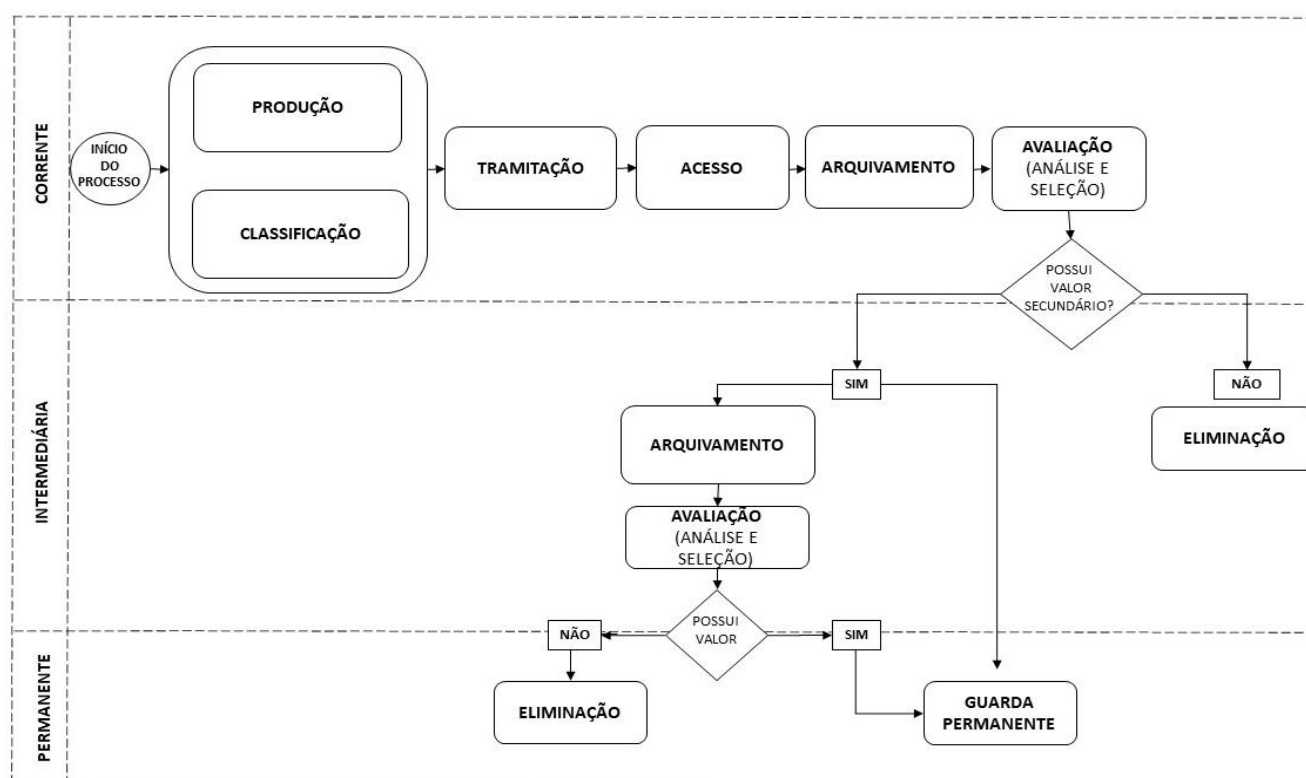 CORRENTE
INÍCIO
DO
PROCESSO
PRODUÇÃO
CLASSIFICAÇÃO
TRAMITAÇÃO
ACESSO
ARQUIVAMENTO
AVALIAÇÃO
(ANÁLISE E
SELEÇÃO)
POSSUI
VALOR
SECUNDÁRIO?
INTERMEDIÁRIA
SIM
NÃO
ARQUIVAMENTO
ELIMINAÇÃO
AVALIAÇÃO
(ANÁLISE E
SELEÇÃO)
POSSUI
VALOR
NÃO
SIM
PERMANENTE
ELIMINAÇÃO
GUARDA
PERMANENTE